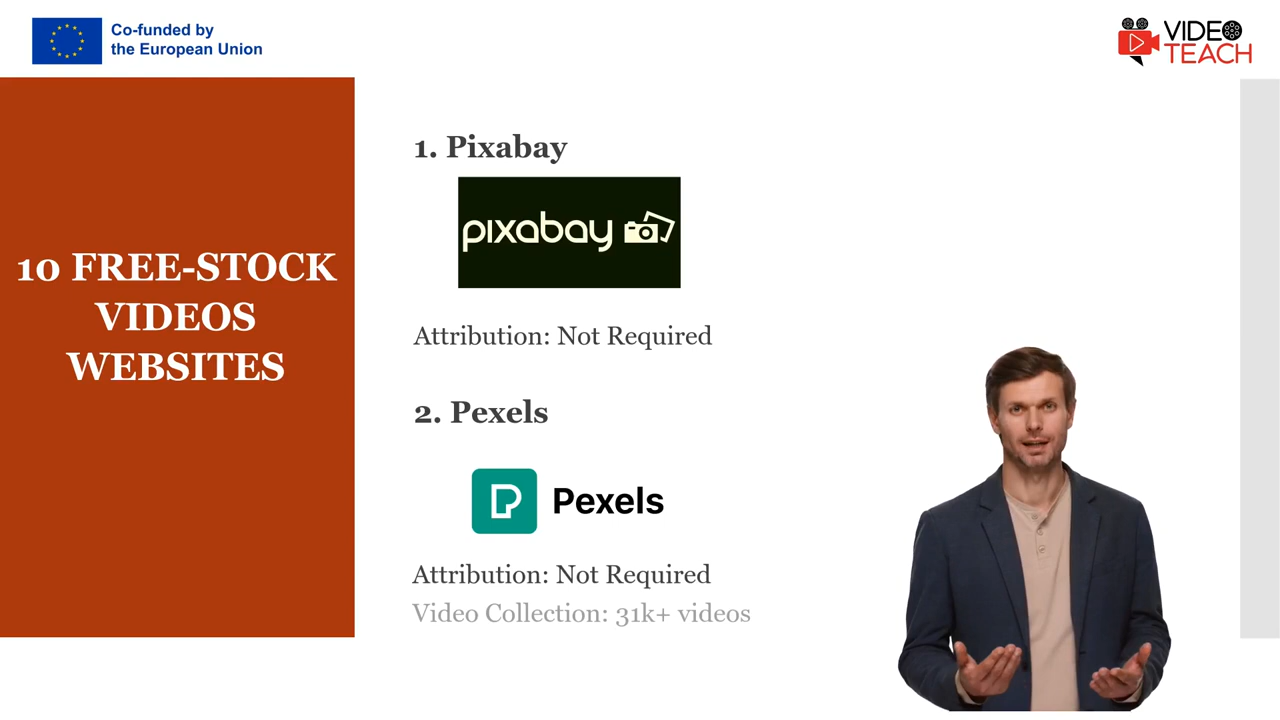 Co-funded by
the European Union
VIDEO
TEACH
10 FREE-STOCK
VIDEOS
WEBSITES
1. Pixabay
pixabay
Attribution: Not Required
2. Pexels
Pexels
Attribution: Not Required
Video Collection: 31k+ videos